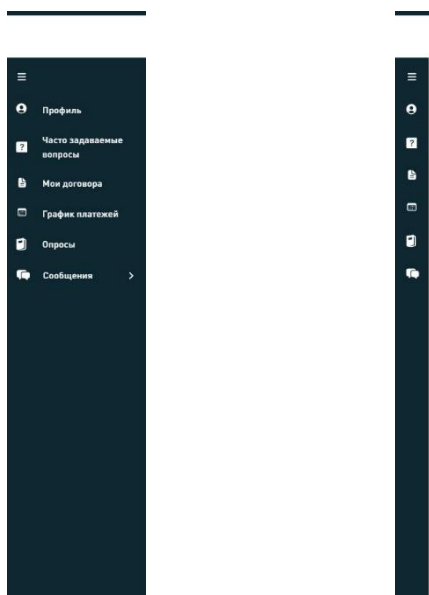 Профиль
Часто задаваемые
вопросы
Мои договора
График платежей
Опросы
Сообщения